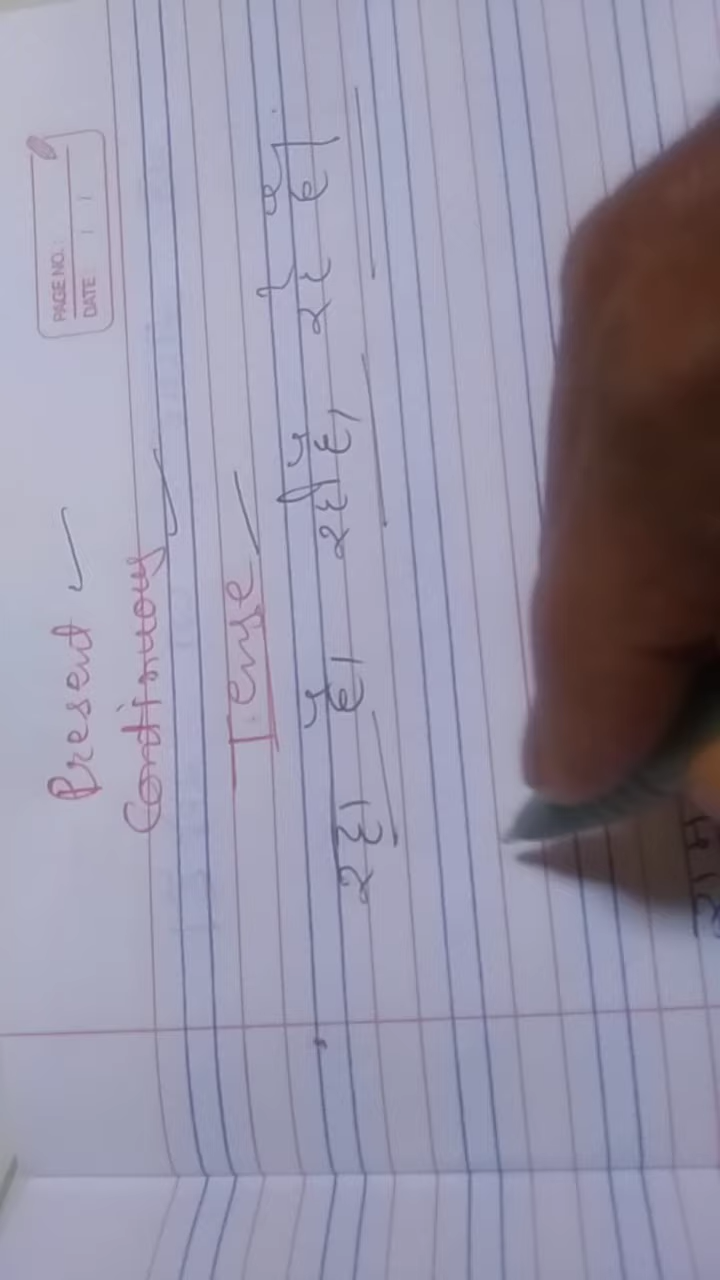 PAGE NO.:
DATE : / /
Present
Continuous
Tense
रहा है। रही है, रहे हैं।